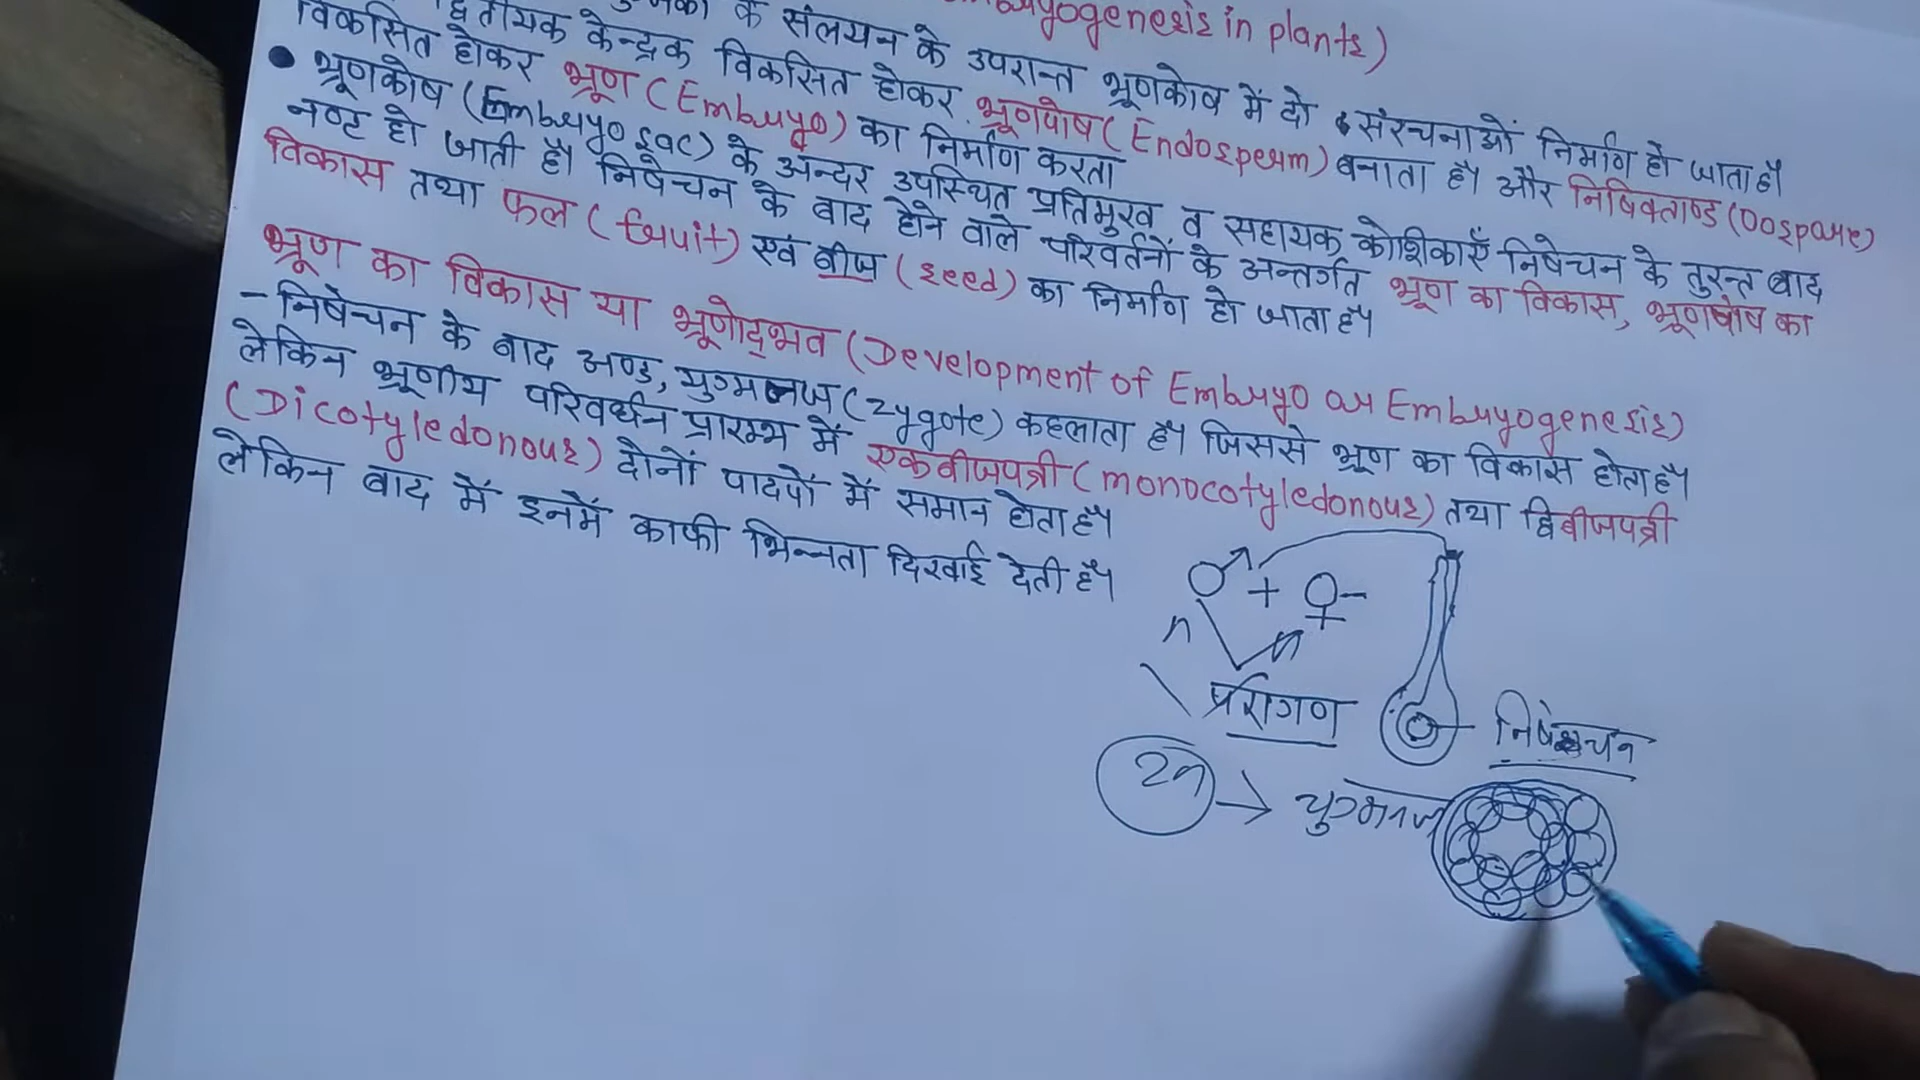 Embryogenesis in plants)
के संलयन के उपरान्त भ्रूणकोष में दो संरचनाओं निर्माण हो जाता है
द्वितीयक केन्द्रक विकसित होकर भ्रूणपोष (Endosperm) बनाता है। और निषिक्ताण्ड (Oospore)
विकसित होकर भ्रूण (Embryo) का निर्माण करता
• भ्रूणकोष (Embryo sac) के अन्दर उपस्थित प्रतिमुख व सहायक कोशिकाएँ निषेचन के तुरन्त बाद
नष्ट हो जाती है। निषेचन के बाद होने वाले परिवर्तनों के अन्तर्गत भ्रूण का विकास, भ्रूणपोष का
विकास तथा फल (fruit) एवं बीज (seed) का निर्माण हो जाता है।
भ्रूण का विकास या भ्रूणोद्भव (Development of Embryo or Embryogenesis)
- निषेचन के बाद अण्ड, युग्मनज (Zygote) कहलाता है। जिससे भ्रूण का विकास होता है।
लेकिन भ्रूणीय परिवर्धन प्रारम्भ में एकबीजपत्री (monocotyledonous) तथा द्विबीजपत्री
(Dicotyledonous) दोनों पादपों में समान होता है।
लेकिन बाद में इनमें काफी भिन्नता दिखाई देती है।
♂ + ♀
n n
परागण
निषेचन
2n → युग्मनज